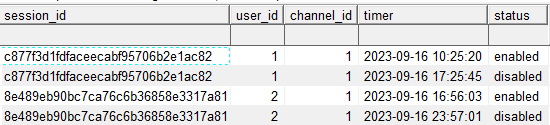 session_id user_id channel_id timer status
c877f3d1fdfaceecabf95706b2e1ac82 1 1 2023-09-16 10:25:20 enabled
c877f3d1fdfaceecabf95706b2e1ac82 1 1 2023-09-16 17:25:45 disabled
8e489eb90bc7ca76c6b36858e3317a81 2 1 2023-09-16 16:56:03 enabled
8e489eb90bc7ca76c6b36858e3317a81 2 1 2023-09-16 23:57:01 disabled